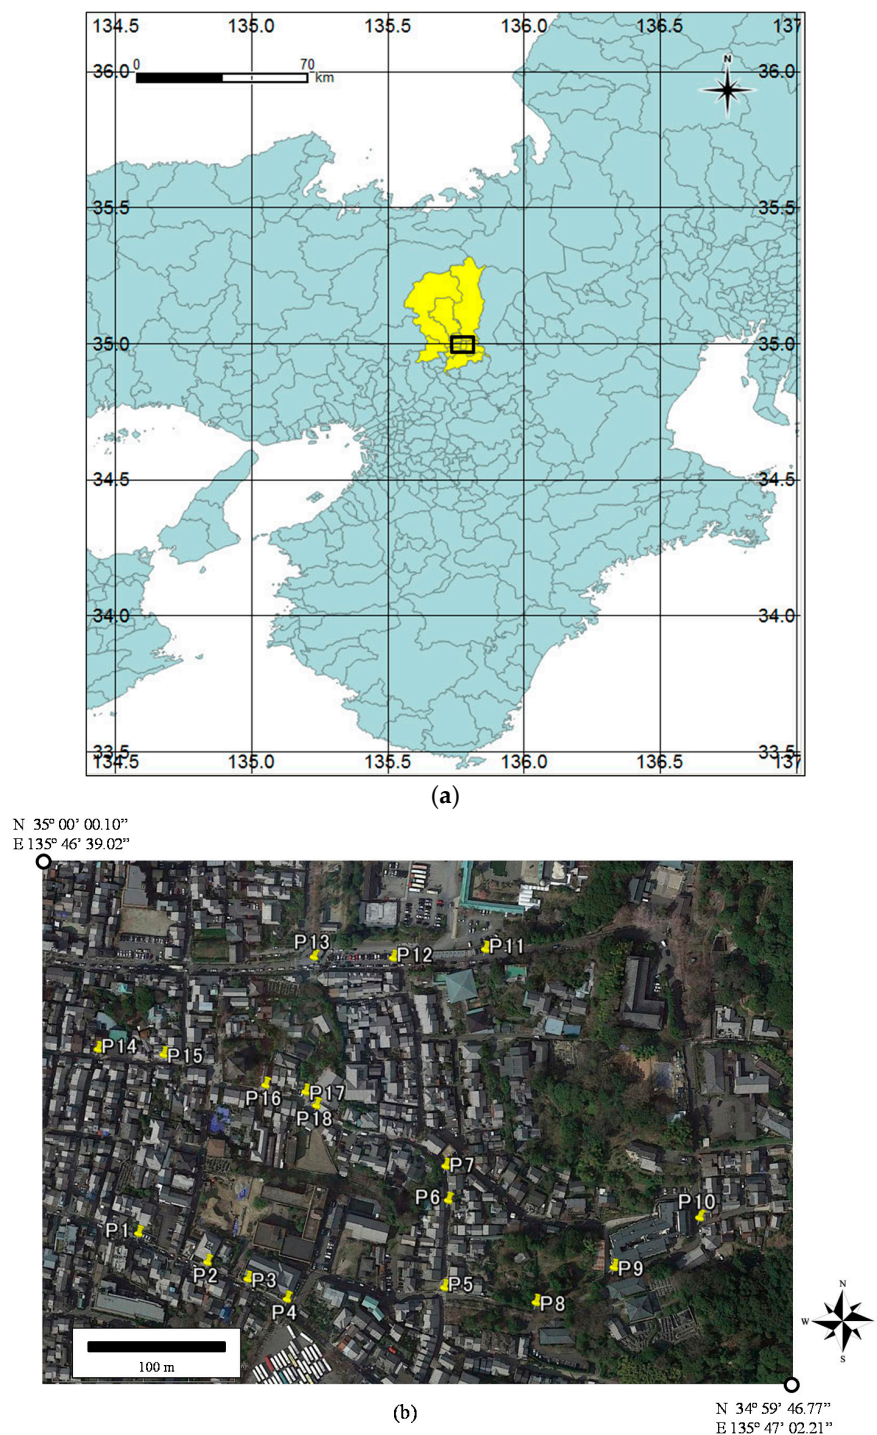 134.5 135.0 135.5 136.0 136.5 137
0 70
km
N
36.0 36.0
35.5 35.5
35.0 35.0
34.5 34.5
34.0 34.0
33.5 33.5
134.5 135.0 135.5 136.0 136.5 137
(a)
N 35° 00’ 00.10”
E 135° 46’ 39.02”
P13
P12
P11
P14
P15
P16
P17
P18
P7
P6
P10
P1
P2
P3
P4
P5
P8
P9
100 m
N
W
S
(b)
N 34° 59’ 46.77”
E 135° 47’ 02.21”